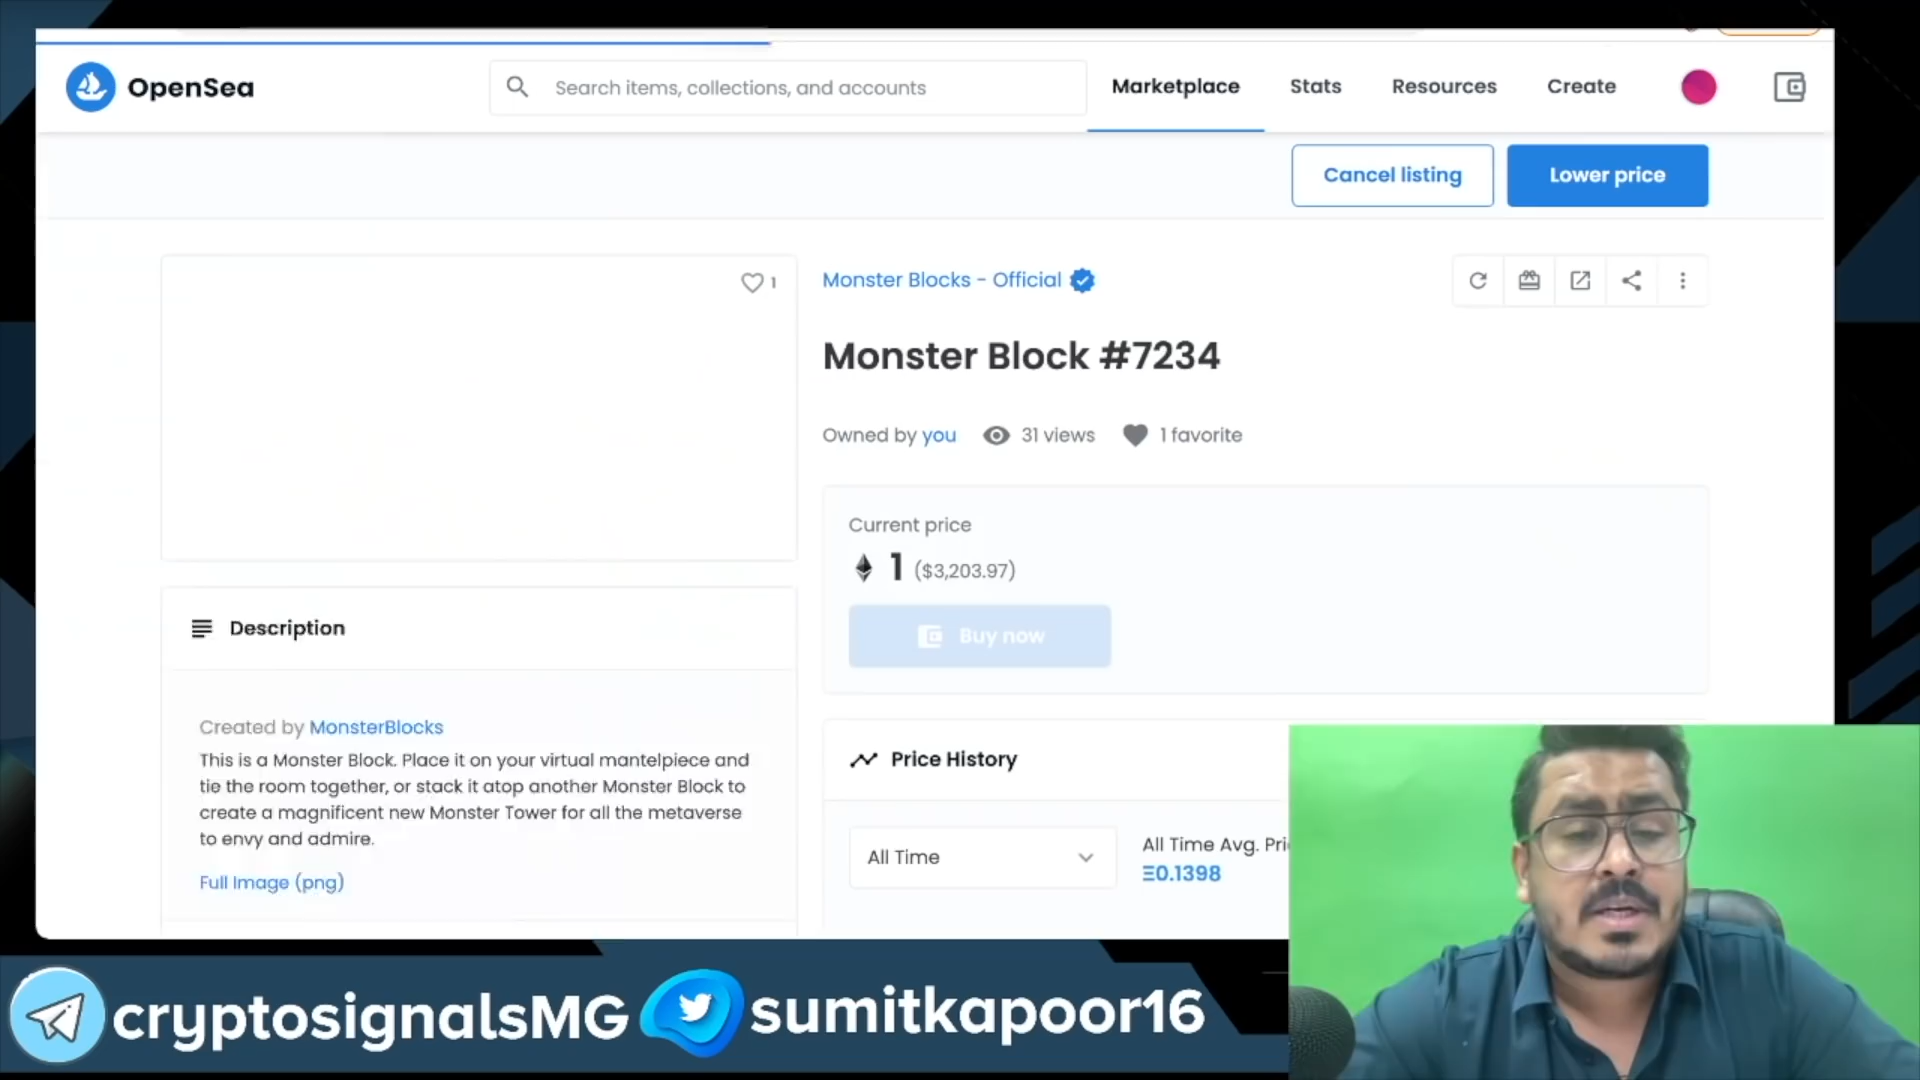 OpenSea
Search items, collections, and accounts
Marketplace
Stats
Resources
Create
Cancel listing
Lower price
1
Monster Blocks - Official
Monster Block #7234
Owned by you
31 views
1 favorite
Current price
1 ($3,203.97)
Buy now
Description
Created by MonsterBlocks
This is a Monster Block. Place it on your virtual mantelpiece and
tie the room together, or stack it atop another Monster Block to
create a magnificent new Monster Tower for all the metaverse
to envy and admire.
Full Image (png)
Price History
All Time
All Time Avg. Pri
Ξ0.1398
cryptosignalsMG
sumitkapoor16